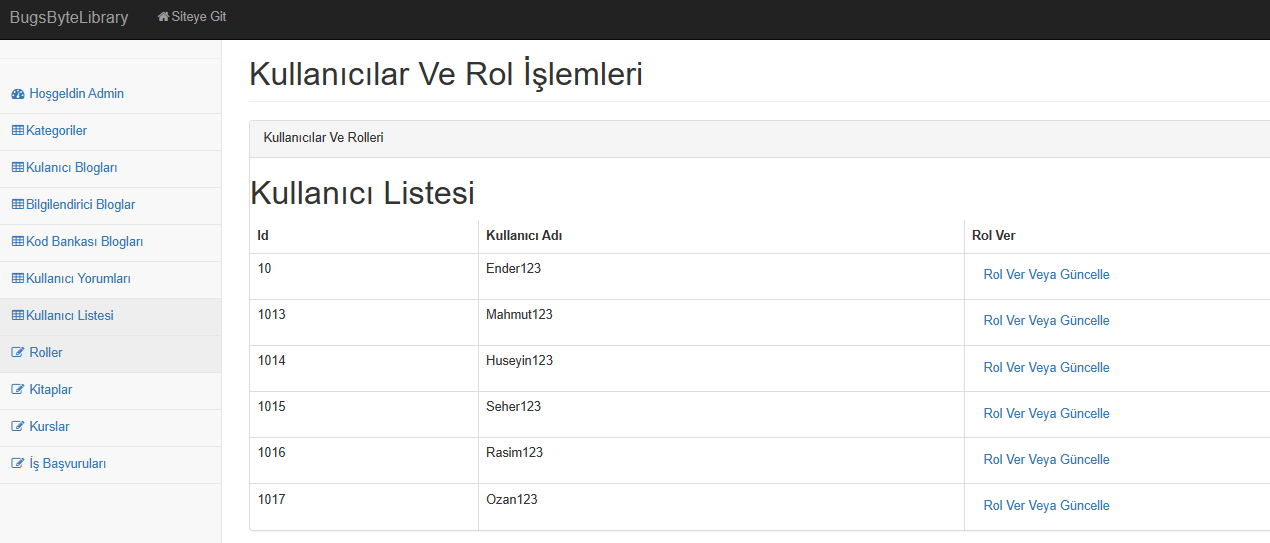 BugsByteLibrary Siteye Git
Hoşgeldin Admin
Kategoriler
Kulanıcı Blogları
Bilgilendirici Bloglar
Kod Bankası Blogları
Kullanıcı Yorumları
Kullanıcı Listesi
Roller
Kitaplar
Kurslar
İş Başvuruları
Kullanıcılar Ve Rol İşlemleri
Kullanıcılar Ve Rolleri
Kullanıcı Listesi
Id Kullanıcı Adı Rol Ver
10 Ender123 Rol Ver Veya Güncelle
1013 Mahmut123 Rol Ver Veya Güncelle
1014 Huseyin123 Rol Ver Veya Güncelle
1015 Seher123 Rol Ver Veya Güncelle
1016 Rasim123 Rol Ver Veya Güncelle
1017 Ozan123 Rol Ver Veya Güncelle